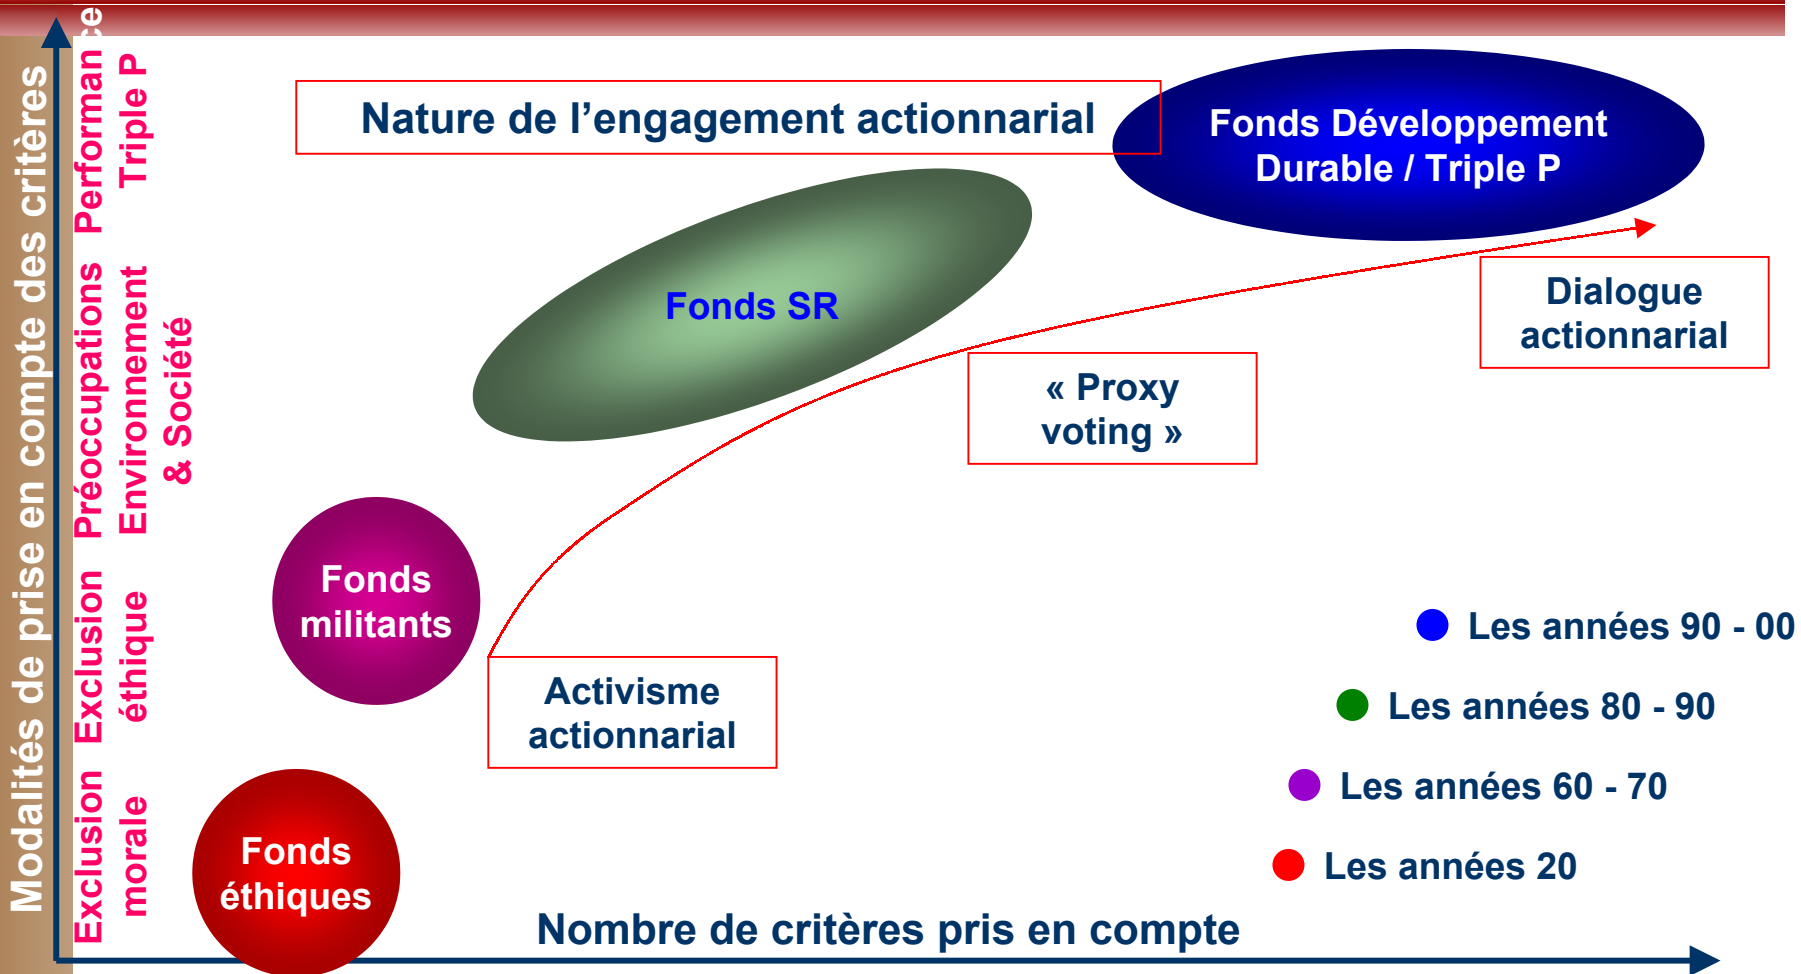 Modalités de prise en compte des critères
Performance
Triple P
Préoccupations
Environnement
& Société
Exclusion
éthique
Exclusion
morale
Nature de l’engagement actionnarial
Fonds Développement
Durable / Triple P
Fonds SR
Dialogue
actionnarial
« Proxy
voting »
Fonds
militants
Activisme
actionnarial
Fonds
éthiques
Les années 90 - 00
Les années 80 - 90
Les années 60 - 70
Les années 20
Nombre de critères pris en compte